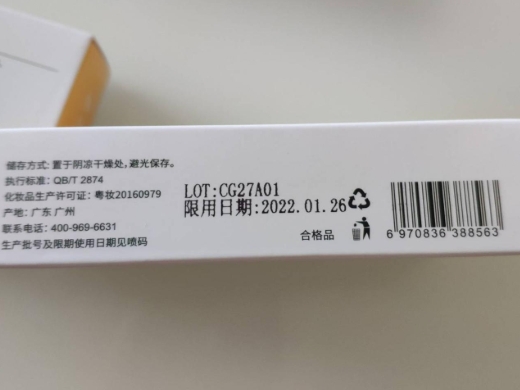 储存方式: 置于阴凉干燥处, 避光保存。
执行标准: QB/T 2874
化妆品生产许可证: 粤妆20160979
产地: 广东 广州
联系电话: 400-969-6631
生产批号及限期使用日期见喷码
LOT:CG27A01
限用日期:2022.01.26
合格品
6 970836 388563